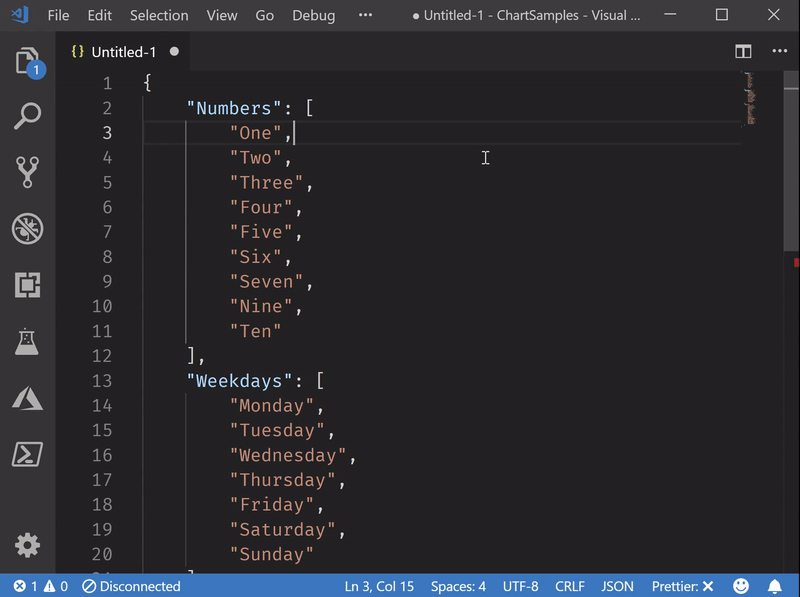 File Edit Selection View Go Debug ••• ● Untitled-1 - ChartSamples - Visual ...
{} Untitled-1 ●
1
1 {
2 "Numbers": [
3 "One",
4 "Two",
5 "Three",
6 "Four",
7 "Five",
8 "Six",
9 "Seven",
10 "Nine",
11 "Ten"
12 ],
13 "Weekdays": [
14 "Monday",
15 "Tuesday",
16 "Wednesday",
17 "Thursday",
18 "Friday",
19 "Saturday",
20 "Sunday"
1 0 Disconnected Ln 3, Col 15 Spaces: 4 UTF-8 CRLF JSON Prettier: ✕